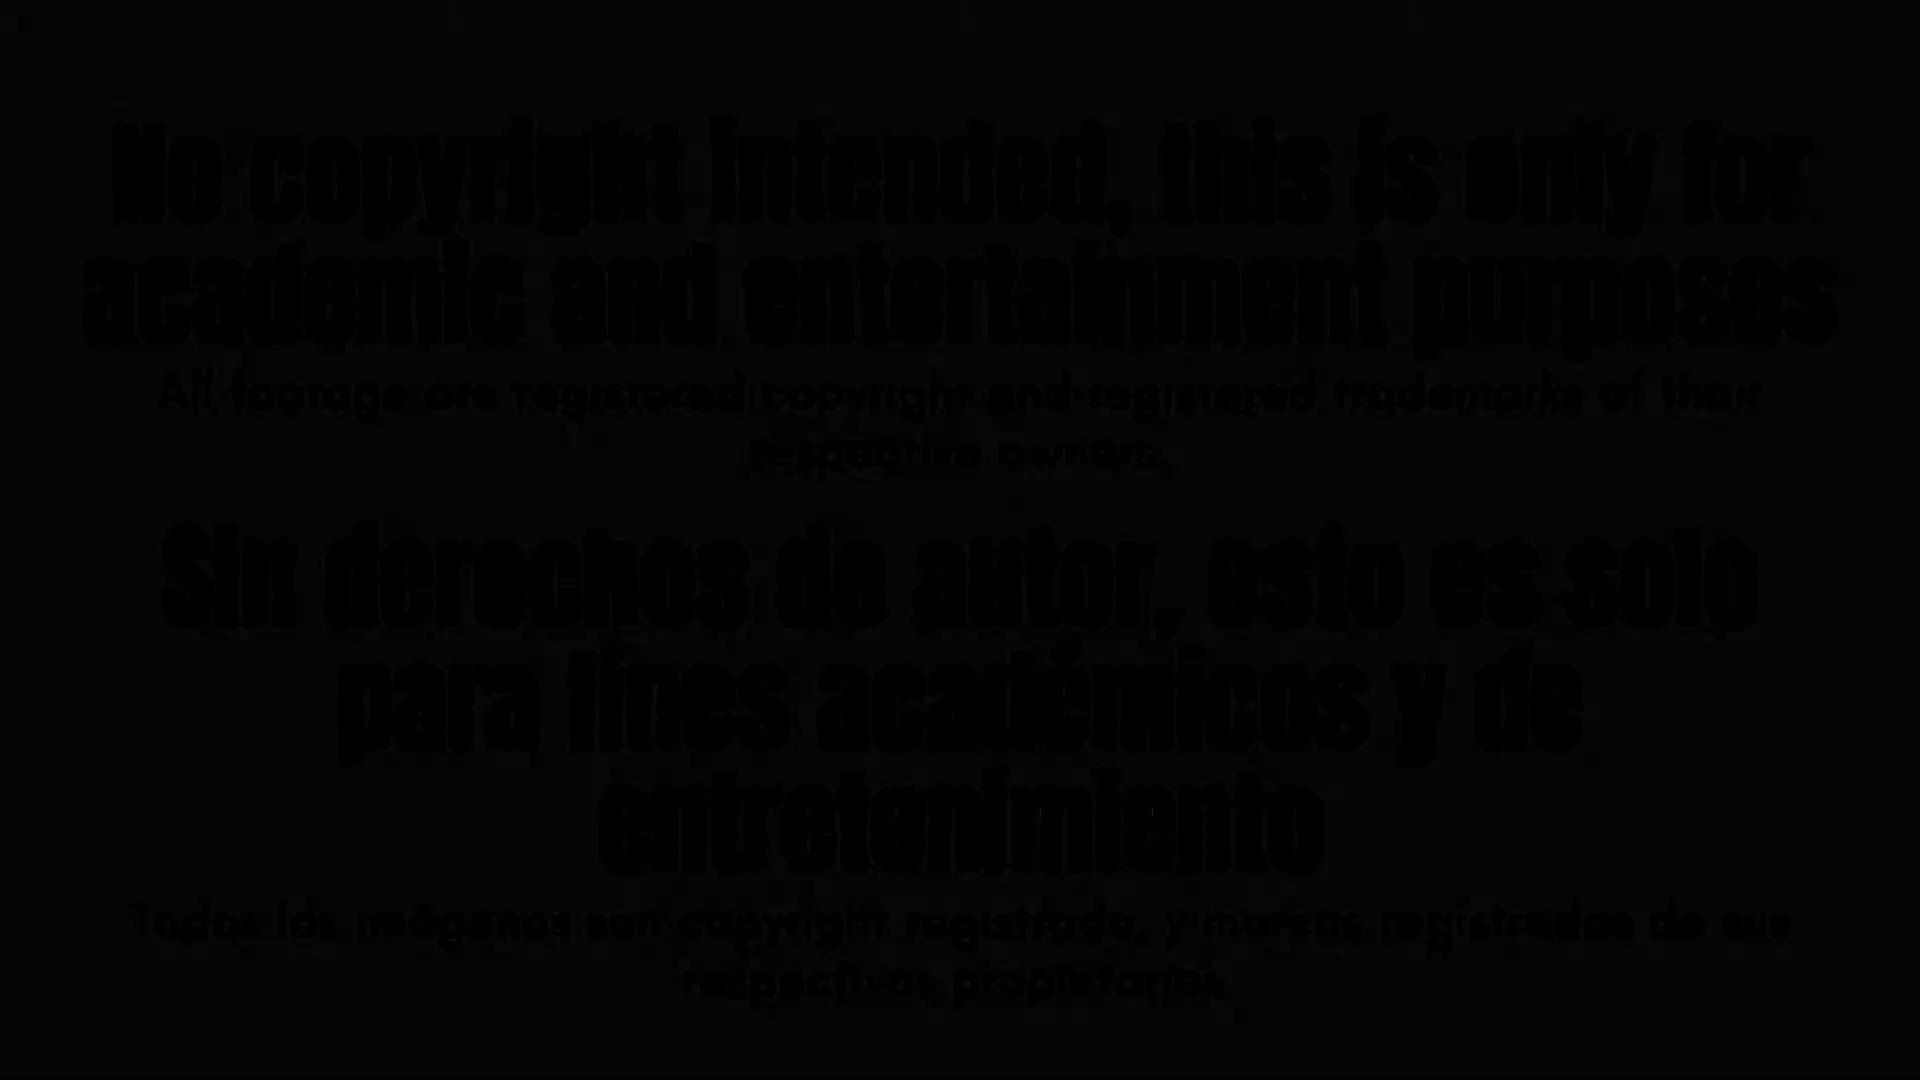 No copyright intended, this is only for
academic and entertainment purposes
All footage are registered copyright and registered trademarks of their
respective owners.
Sin derechos de autor, esto es solo
para fines académicos y de
entretenimiento
Todas las imágenes son copyright registrado, y marcas registradas de sus
respectivos propietarios